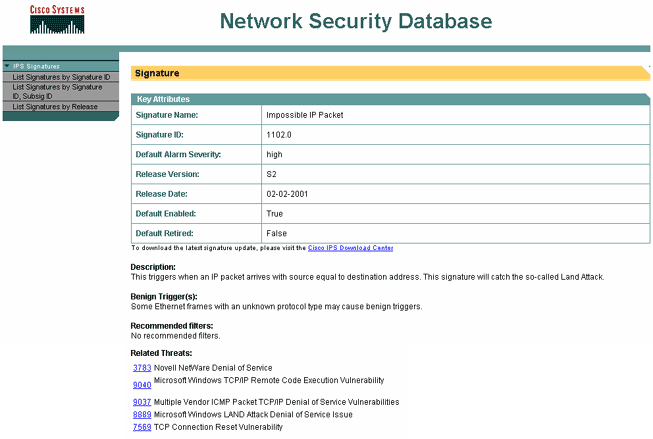 CISCO SYSTEMS
Network Security Database
IPS Signatures
List Signatures by Signature ID
List Signatures by Signature
ID, Subsig ID
List Signatures by Release
Signature
Key Attributes
Signature Name: Impossible IP Packet
Signature ID: 1102.0
Default Alarm Severity: high
Release Version: S2
Release Date: 02-02-2001
Default Enabled: True
Default Retired: False
To download the latest signature update, please visit the Cisco IPS Download Center
Description:
This triggers when an IP packet arrives with source equal to destination address. This signature will catch the so-called Land Attack.
Benign Trigger(s):
Some Ethernet frames with an unknown protocol type may cause benign triggers.
Recommended filters:
No recommended filters.
Related Threats:
3783 Novell NetWare Denial of Service
9040 Microsoft Windows TCP/IP Remote Code Execution Vulnerability
9037 Multiple Vendor ICMP Packet TCP/IP Denial of Service Vulnerabilities
8889 Microsoft Windows LAND Attack Denial of Service Issue
7569 TCP Connection Reset Vulnerability